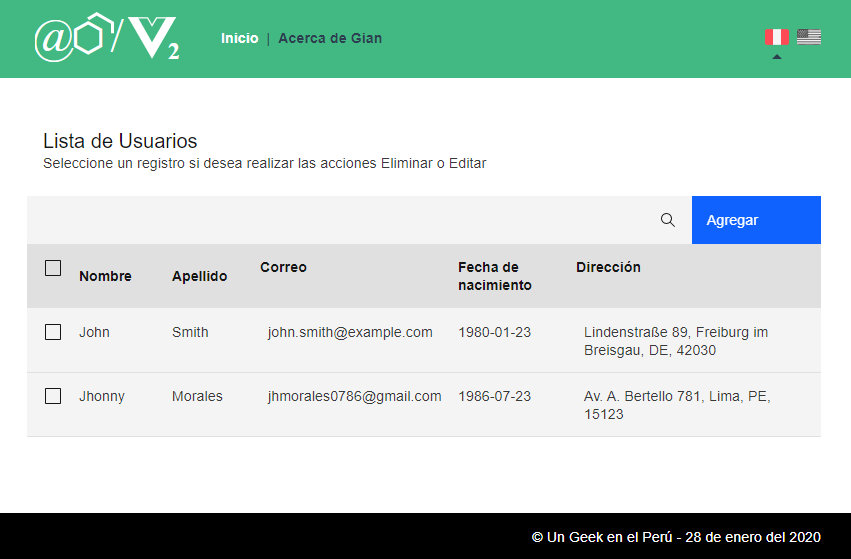 @ / V2
Inicio | Acerca de Gian
Lista de Usuarios
Seleccione un registro si desea realizar las acciones Eliminar o Editar
Agregar
Nombre Apellido Correo Fecha de nacimiento Dirección
John Smith john.smith@example.com 1980-01-23 Lindenstraße 89, Freiburg im
Breisgau, DE, 42030
Jhonny Morales jhmorales0786@gmail.com 1986-07-23 Av. A. Bertello 781, Lima, PE,
15123
© Un Geek en el Perú - 28 de enero del 2020